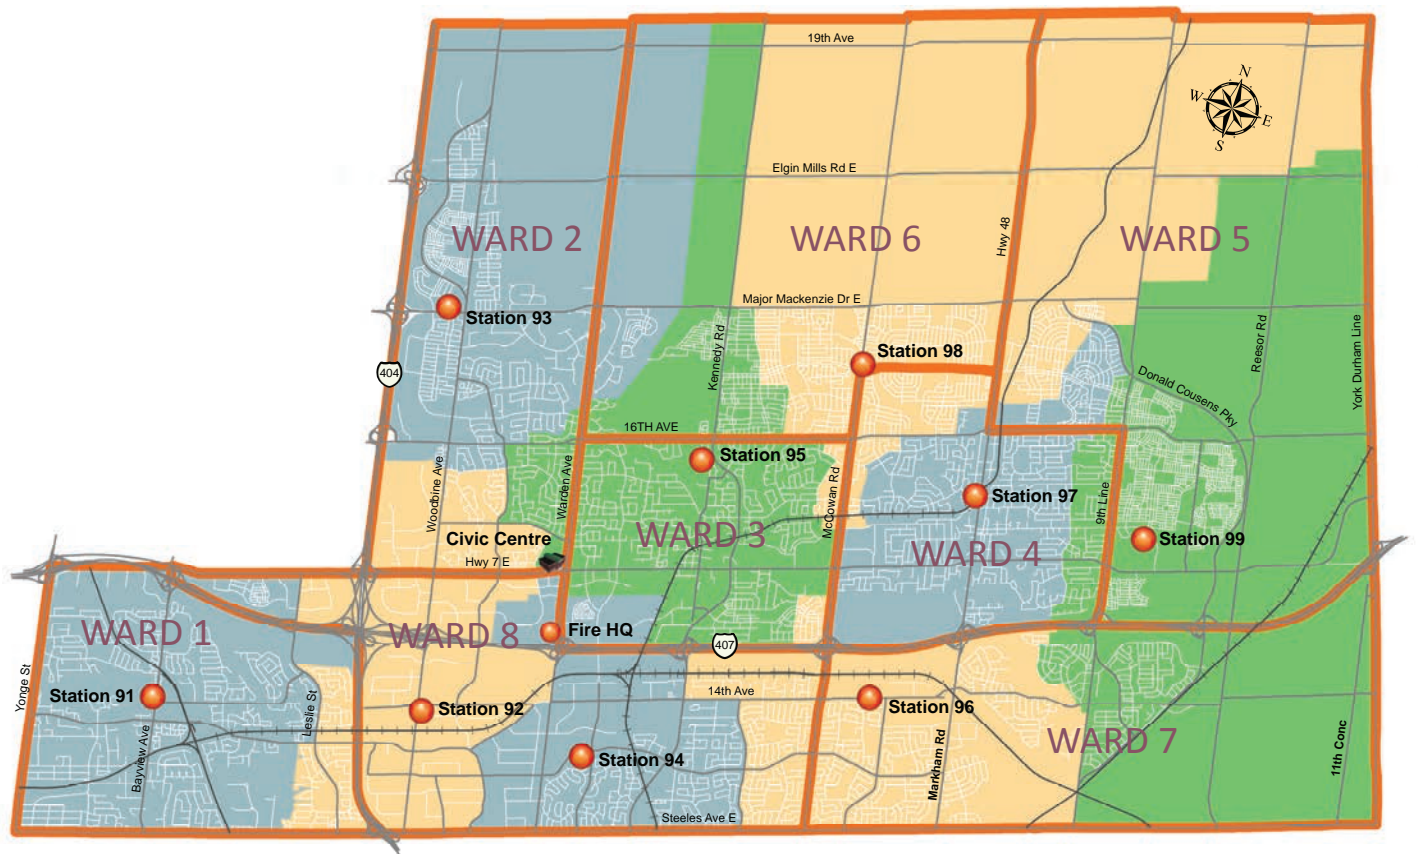 19th Ave
N
W
E
S
Elgin Mills Rd E
WARD 2
WARD 6
Hwy 48
WARD 5
Major Mackenzie Dr E
Station 93
Kennedy Rd
Reesor Rd
York Durham Line
Station 98
404
Donald Cousens Pky
16TH AVE
Station 95
Woodbine Ave
Warden Ave
McCowan Rd
Station 97
9th Line
Civic Centre
WARD 3
Station 99
Hwy 7 E
WARD 4
WARD 1
WARD 8
Fire HQ
407
Yonge St
Station 91
Leslie St
14th Ave
Station 92
Station 96
Bayview Ave
Station 94
Markham Rd
WARD 7
11th Conc
Steeles Ave E